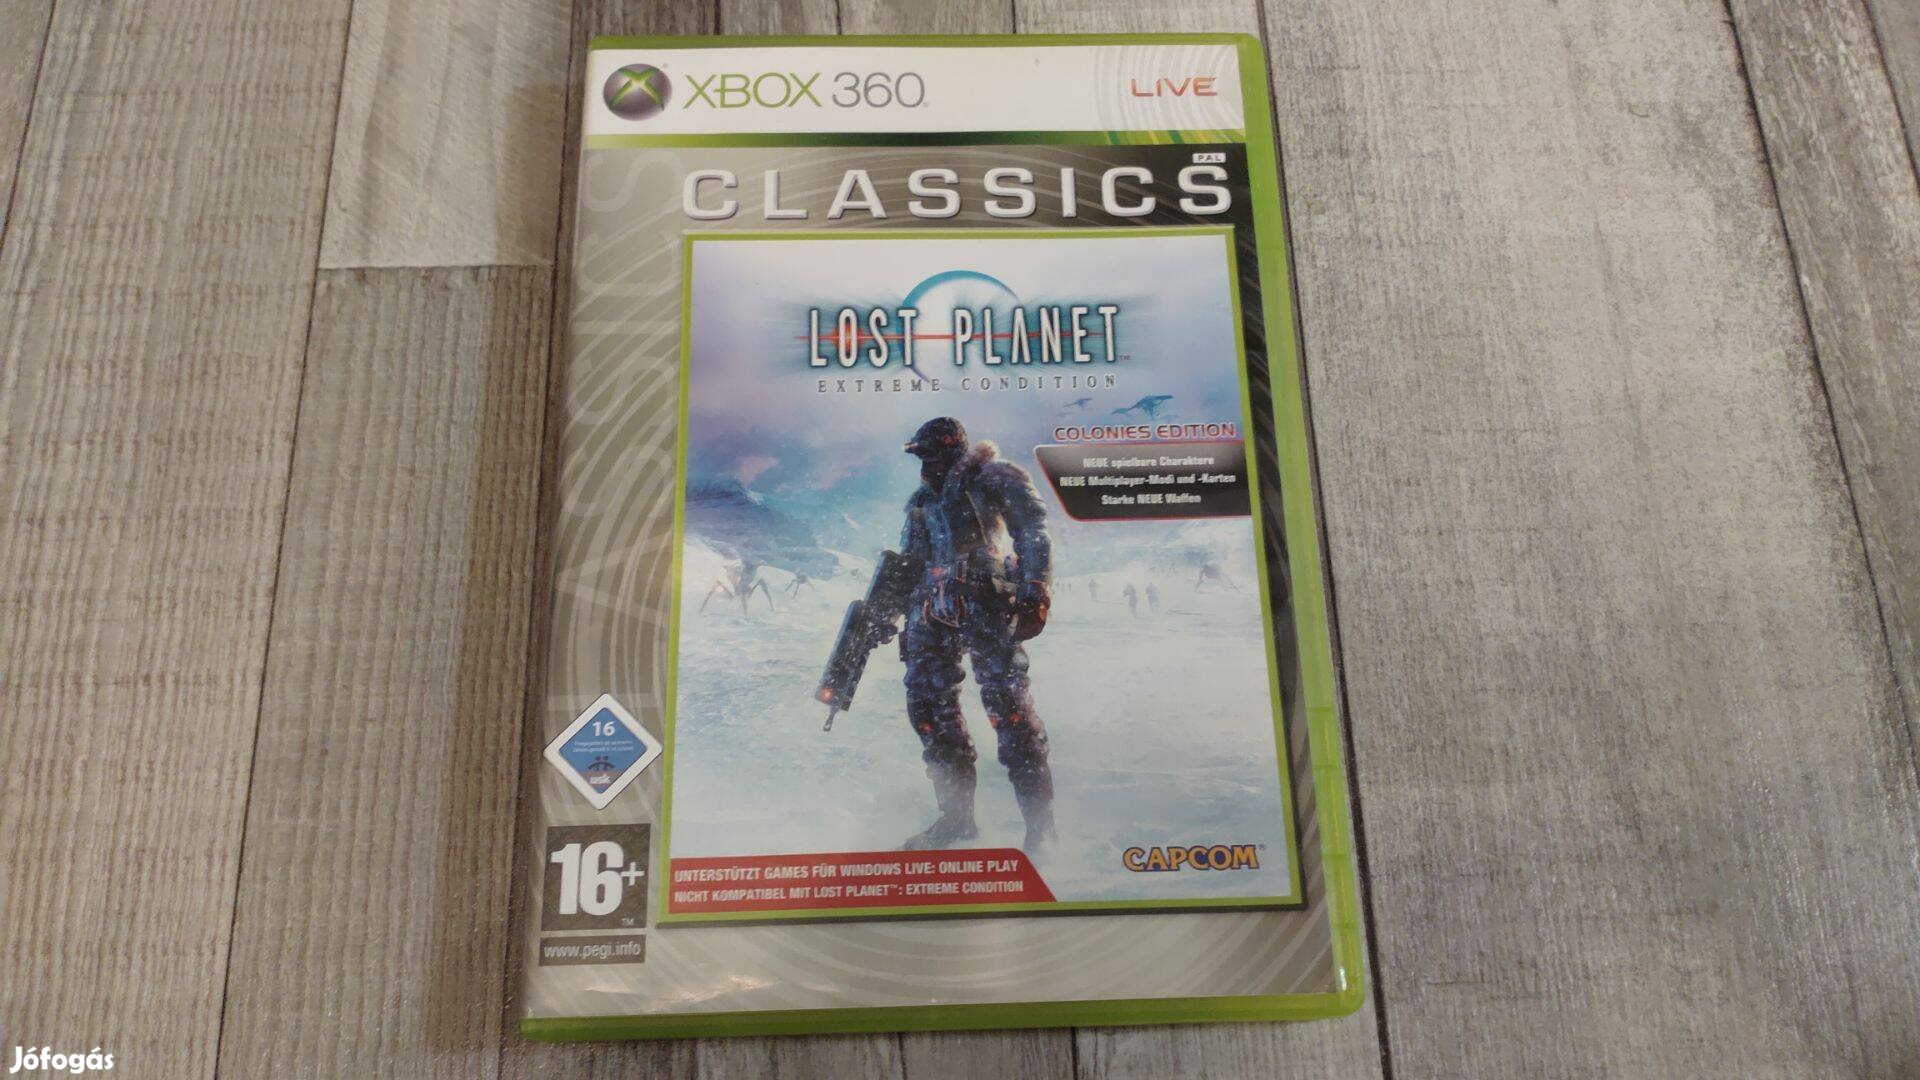 XBOX 360
LIVE
PAL
CLASSICS
LOST PLANET™
EXTREME CONDITION
COLONIES EDITION
NEUE spielbare Charaktere
NEUE Multiplayer-Modi und -Karten
Starke NEUE Waffen
16
usk
16+
™
www.pegi.info
UNTERSTÜTZT GAMES FÜR WINDOWS LIVE: ONLINE PLAY
NICHT KOMPATIBEL MIT LOST PLANET™: EXTREME CONDITION
CAPCOM®
Jófogás